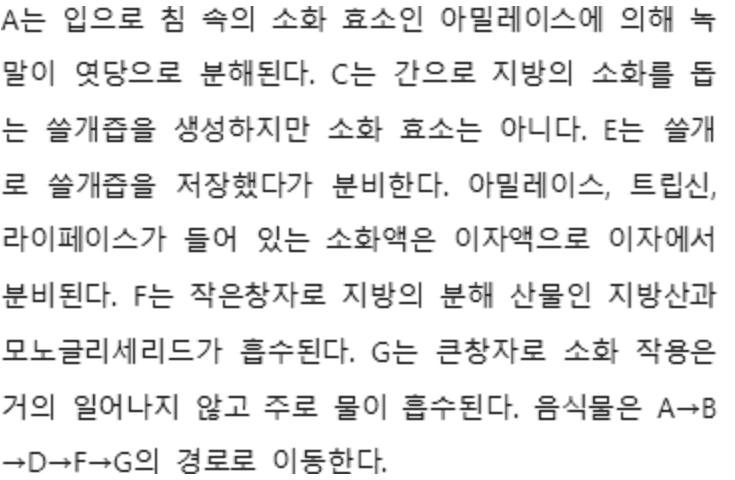 A는 입으로 침 속의 소화 효소인 아밀레이스에 의해 녹
말이 엿당으로 분해된다. C는 간으로 지방의 소화를 돕
는 쓸개즙을 생성하지만 소화 효소는 아니다. E는 쓸개
로 쓸개즙을 저장했다가 분비한다. 아밀레이스, 트립신,
라이페이스가 들어 있는 소화액은 이자액으로 이자에서
분비된다. F는 작은창자로 지방의 분해 산물인 지방산과
모노글리세리드가 흡수된다. G는 큰창자로 소화 작용은
거의 일어나지 않고 주로 물이 흡수된다. 음식물은 A→B
→D→F→G의 경로로 이동한다.